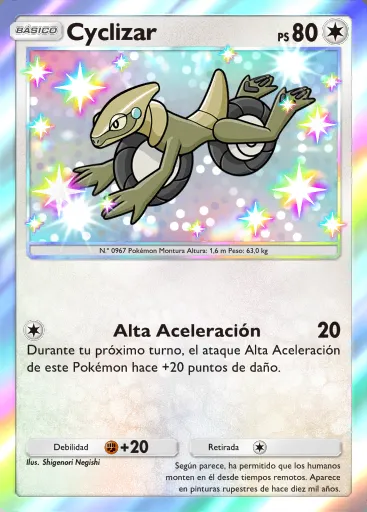 BÁSICO Cyclizar PS 80
N.º 0967 Pokémon Montura Altura: 1,6 m Peso: 63,0 kg
Alta Aceleración 20
Durante tu próximo turno, el ataque Alta Aceleración
de este Pokémon hace +20 puntos de daño.
Debilidad +20 Retirada
Ilus. Shigenori Negishi
Según parece, ha permitido que los humanos
monten en él desde tiempos remotos. Aparece
en pinturas rupestres de hace diez mil años.